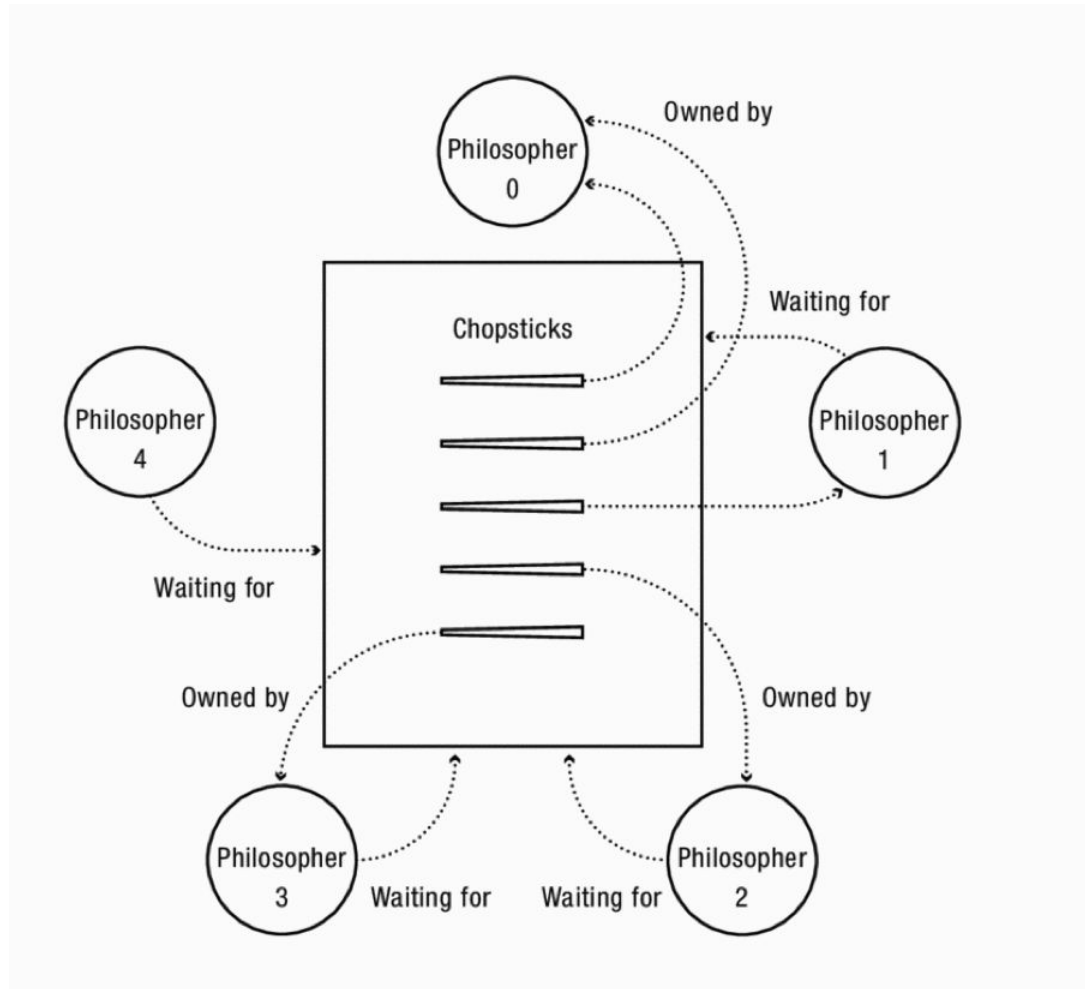 Owned by
Philosopher
0
Waiting for
Chopsticks
Philosopher
4
Philosopher
1
Waiting for
Owned by
Owned by
Philosopher
3
Philosopher
2
Waiting for
Waiting for